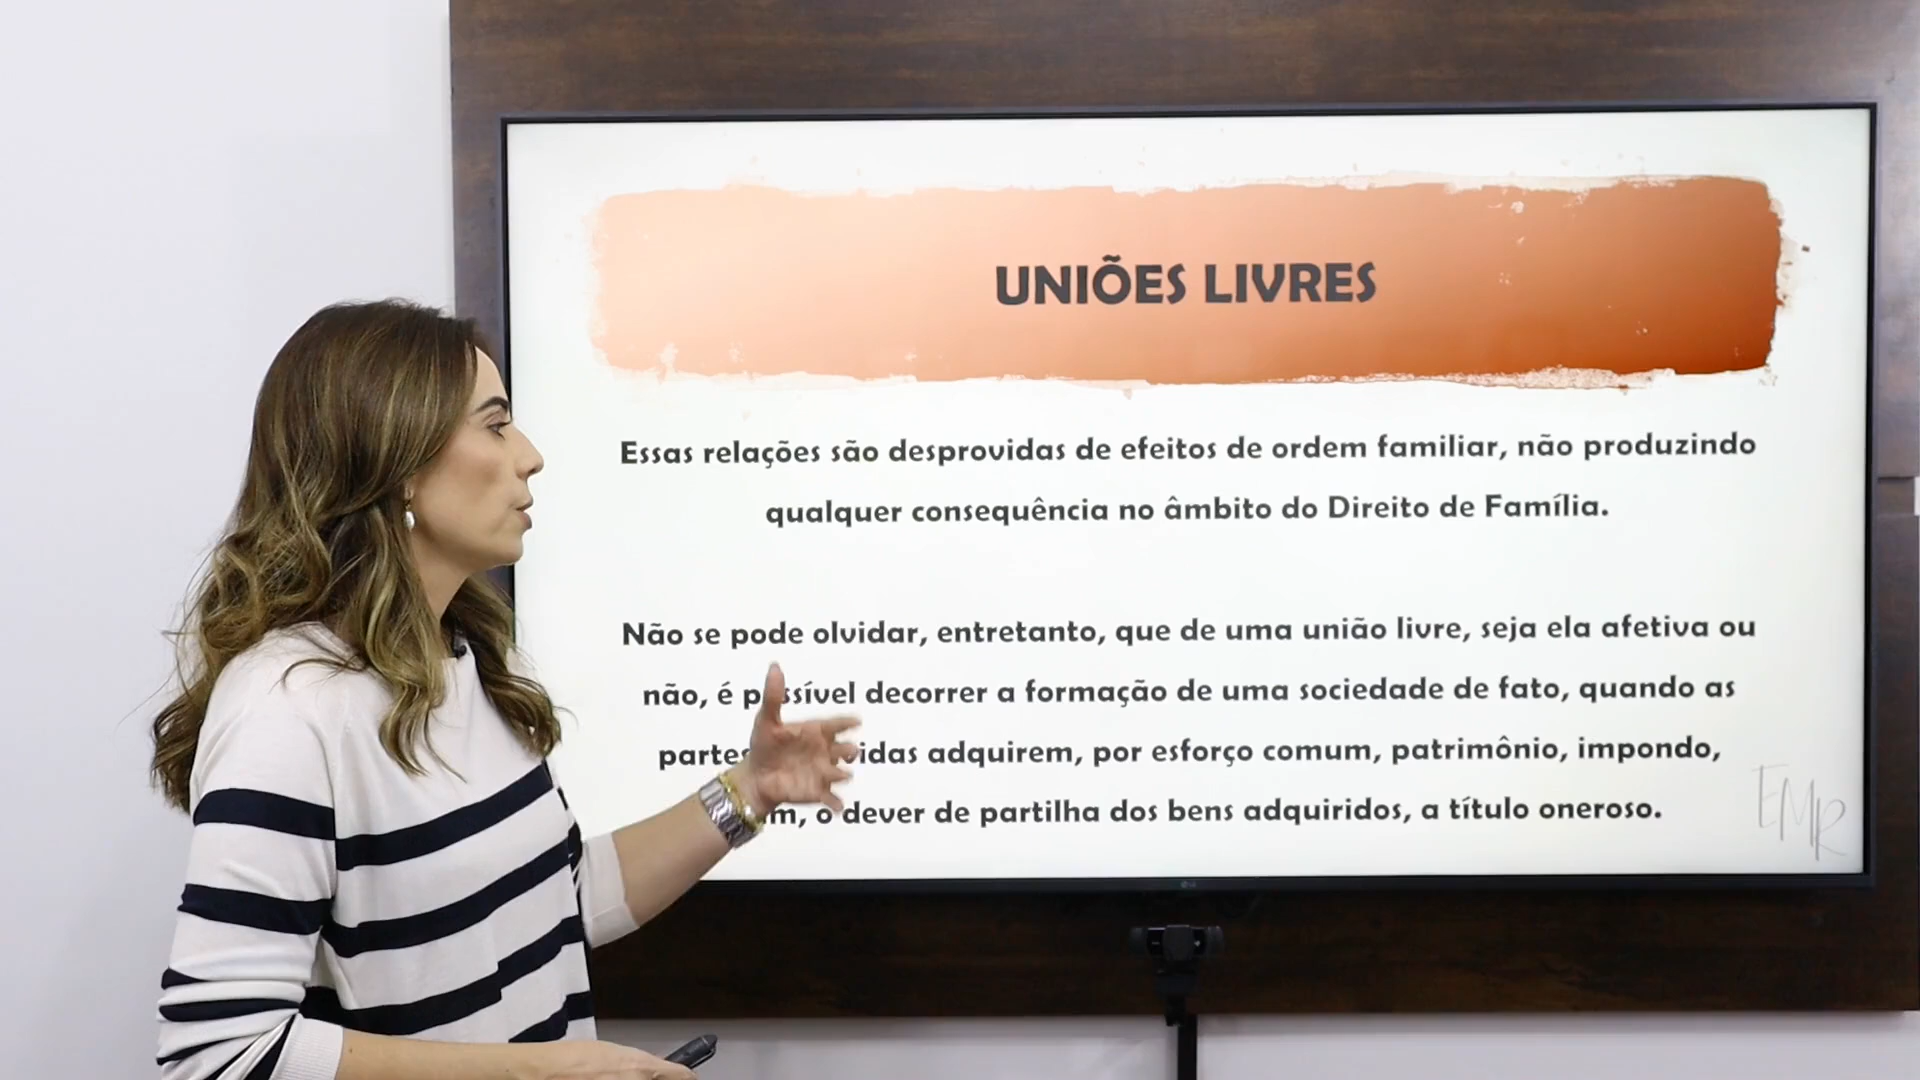 UNIÕES LIVRES
Essas relações são desprovidas de efeitos de ordem familiar, não produzindo
qualquer consequência no âmbito do Direito de Família.
Não se pode olvidar, entretanto, que de uma união livre, seja ela afetiva ou
não, é possível decorrer a formação de uma sociedade de fato, quando as
partes adquirem, por esforço comum, patrimônio, impondo,
o dever de partilha dos bens adquiridos, a título oneroso.
EMR